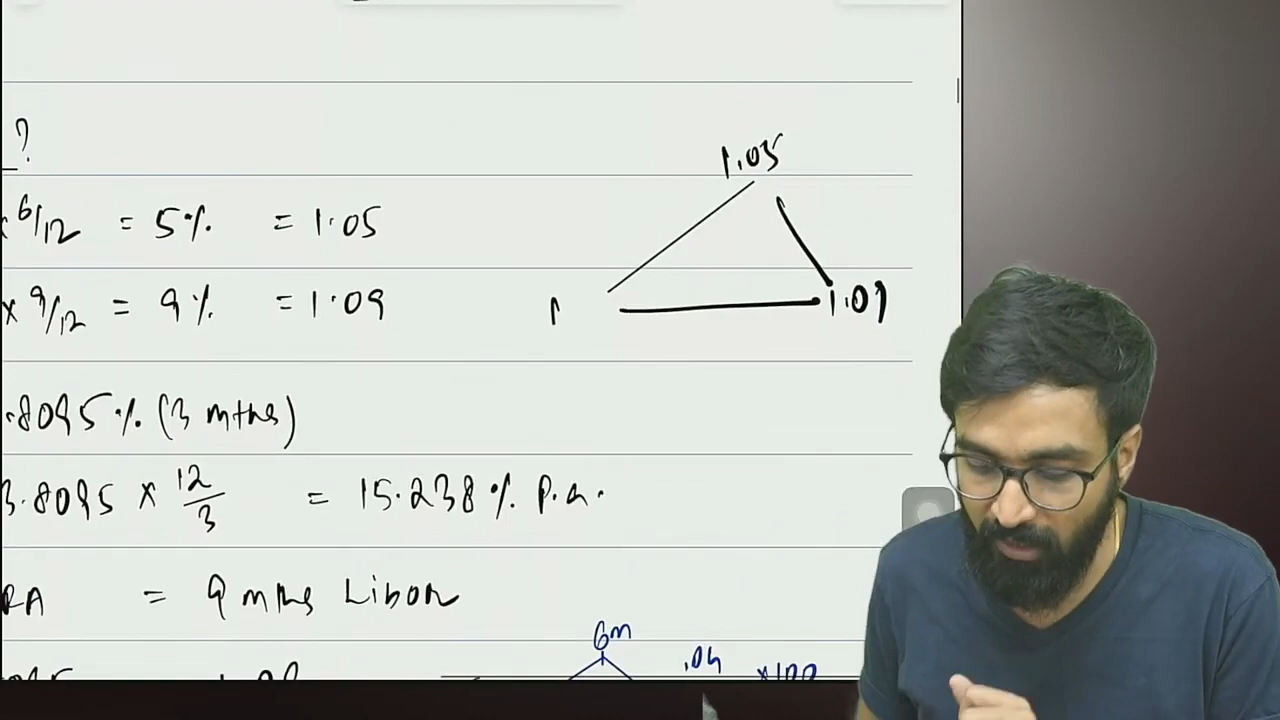 ?
1.05
x 6/12 = 5% = 1.05
x 9/12 = 9% = 1.09
1 1.09
.8095% (3 mths)
3.8095 x 12/3 = 15.238% p.a.
RA = 9 mths Libor
6m
.04 x100